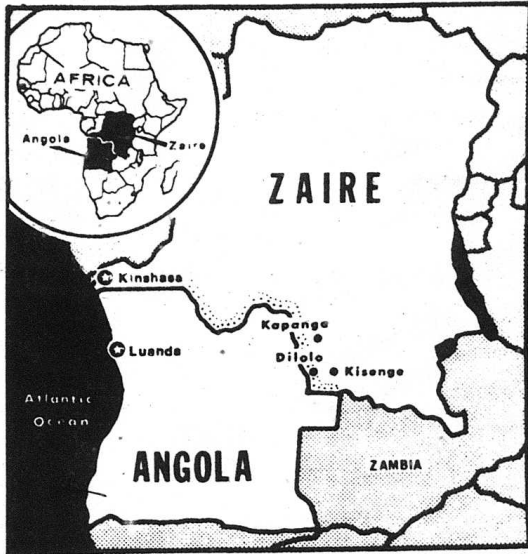 AFRICA
Angola
Zaire
ZAIRE
Kinshasa
Kapanga
Luanda
Dilolo
Kisenge
Atlantic
Ocean
ANGOLA
ZAMBIA